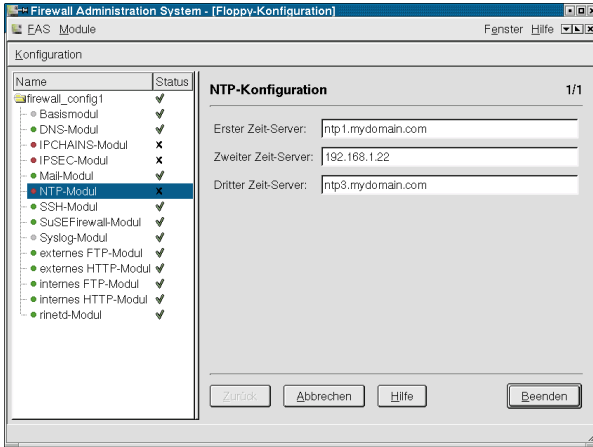 Firewall Administration System - [Floppy-Konfiguration]
FAS Module Fenster Hilfe
Konfiguration
Name Status
firewall_config1
Basismodul
DNS-Modul
IPCHAINS-Modul
IPSEC-Modul
Mail-Modul
NTP-Modul
SSH-Modul
SuSEFirewall-Modul
Syslog-Modul
externes FTP-Modul
externes HTTP-Modul
internes FTP-Modul
internes HTTP-Modul
rinetd-Modul
NTP-Konfiguration 1/1
Erster Zeit-Server: ntp1.mydomain.com
Zweiter Zeit-Server: 192.168.1.22
Dritter Zeit-Server: ntp3.mydomain.com
Zurück Abbrechen Hilfe Beenden